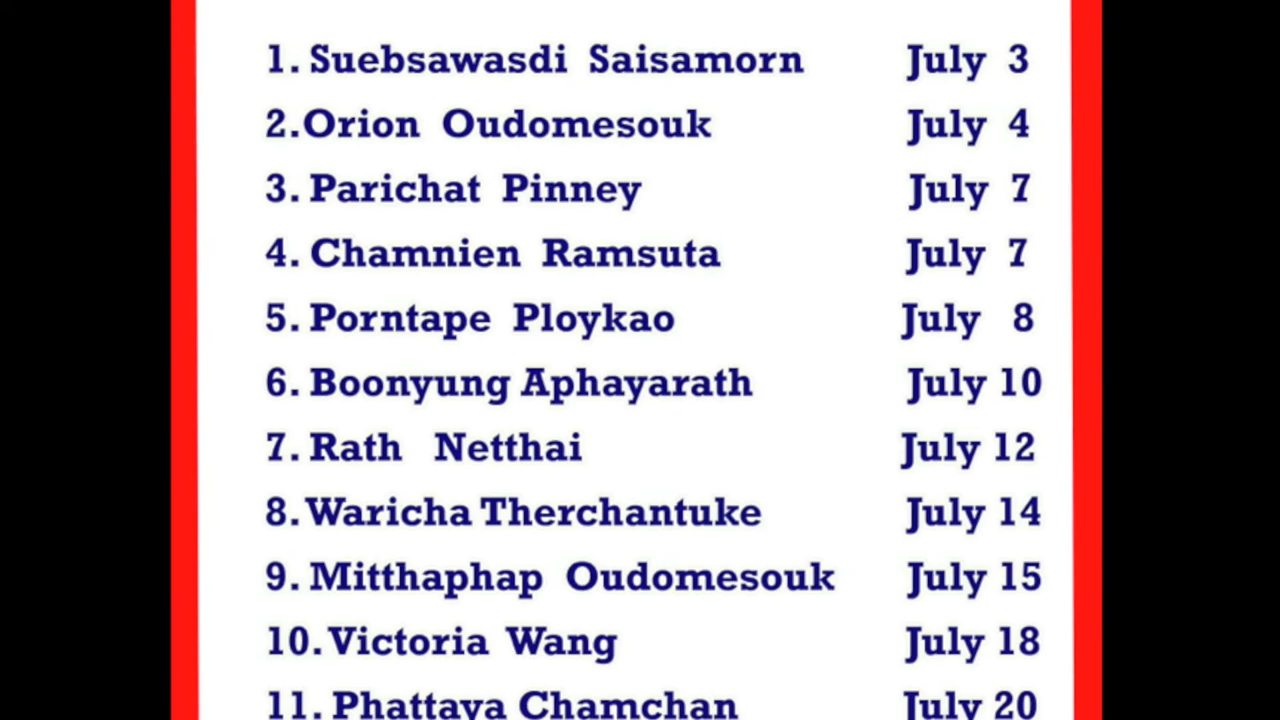 1. Suebsawasdi Saisamorn July 3
2.Orion Oudomesouk July 4
3. Parichat Pinney July 7
4. Chamnien Ramsuta July 7
5. Porntape Ploykao July 8
6. Boonyung Aphayarath July 10
7. Rath Netthai July 12
8. Waricha Therchantuke July 14
9. Mitthaphap Oudomesouk July 15
10. Victoria Wang July 18
11. Phattaya Chamchan July 20